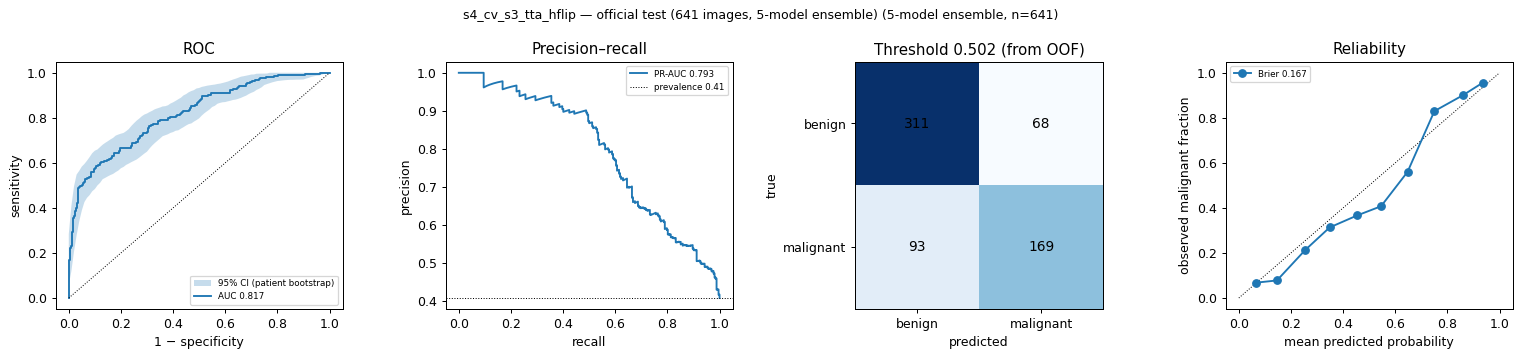 s4_cv_s3_tta_hflip — official test (641 images, 5-model ensemble) (5-model ensemble, n=641)
ROC
sensitivity
1.0
0.8
0.6
0.4
0.2
0.0
95% CI (patient bootstrap)
AUC 0.817
0.0 0.2 0.4 0.6 0.8 1.0
1 − specificity
Precision–recall
precision
1.0
0.9
0.8
0.7
0.6
0.5
0.4
PR-AUC 0.793
prevalence 0.41
0.0 0.2 0.4 0.6 0.8 1.0
recall
Threshold 0.502 (from OOF)
true
benign
malignant
311 68
93 169
benign malignant
predicted
Reliability
observed malignant fraction
1.0
0.8
0.6
0.4
0.2
0.0
Brier 0.167
0.0 0.2 0.4 0.6 0.8 1.0
mean predicted probability